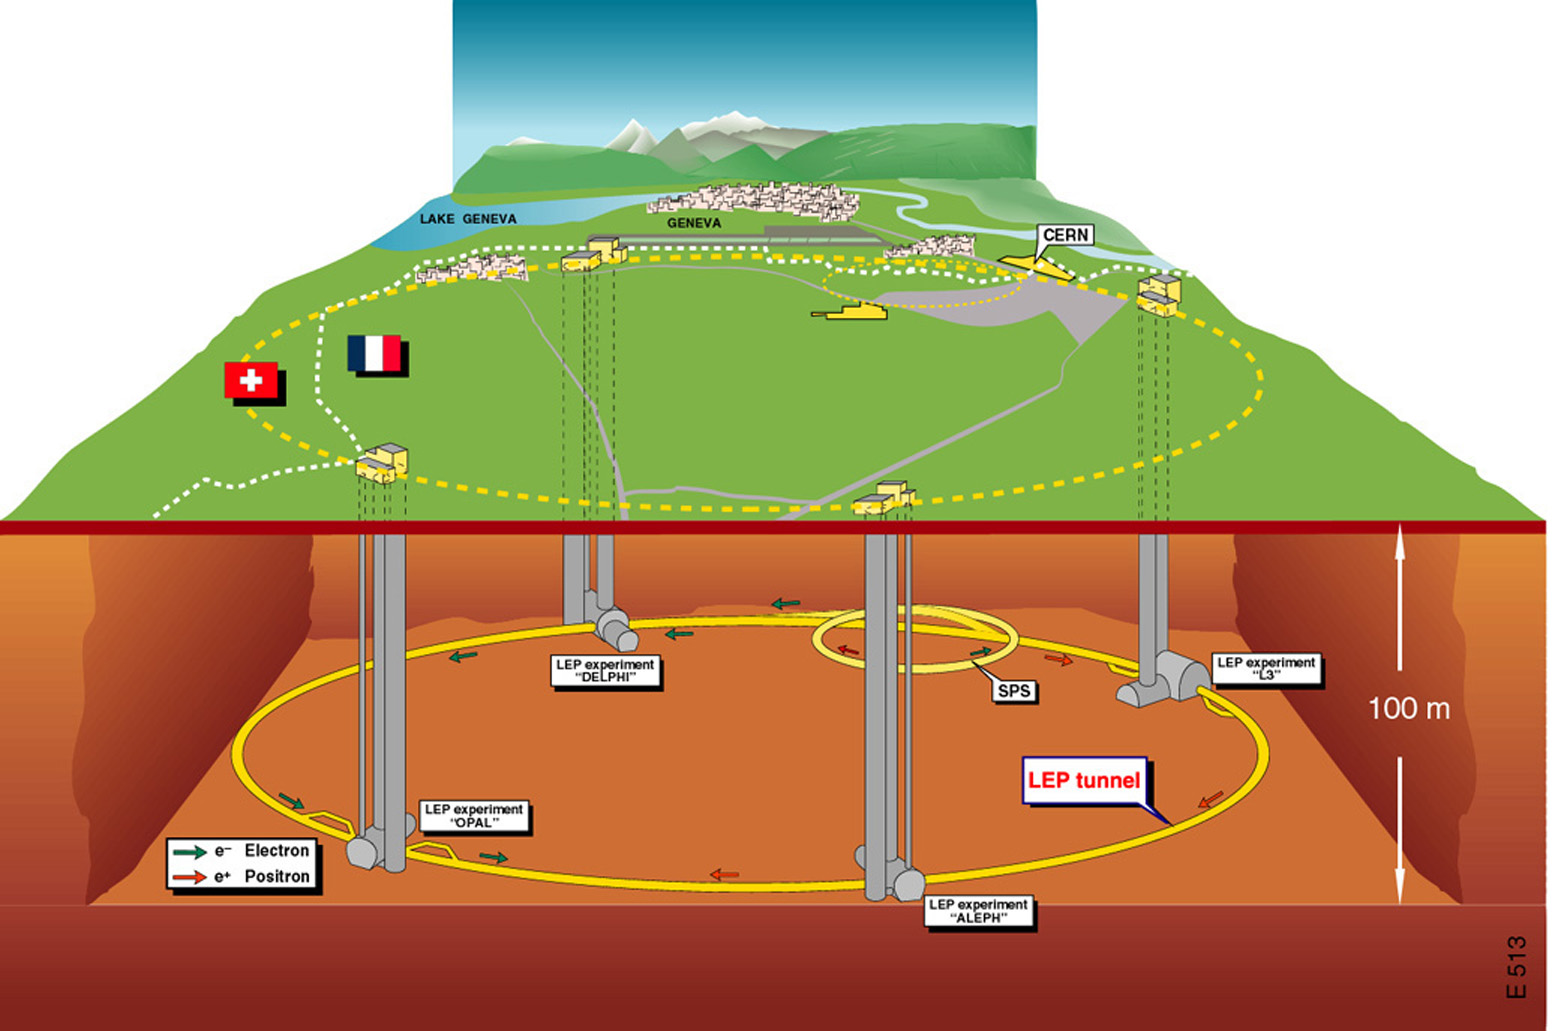 LAKE GENEVA
GENEVA
CERN
LEP experiment
“DELPHI”
SPS
LEP experiment
“L3”
100 m
LEP tunnel
LEP experiment
“OPAL”
e− Electron
e+ Positron
LEP experiment
“ALEPH”
E 513